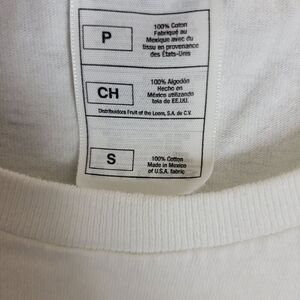 P
100% Coton
Fabriqué au
Mexique avec du
tissu en provenance
des États-Unis
CH
100% Algodón
Hecho en
México utilizando
tela de EE.UU.
Distribuidora Fruit of the Loom, S.A. de C.V.
S
100% Cotton
Made in Mexico
of U.S.A. fabric